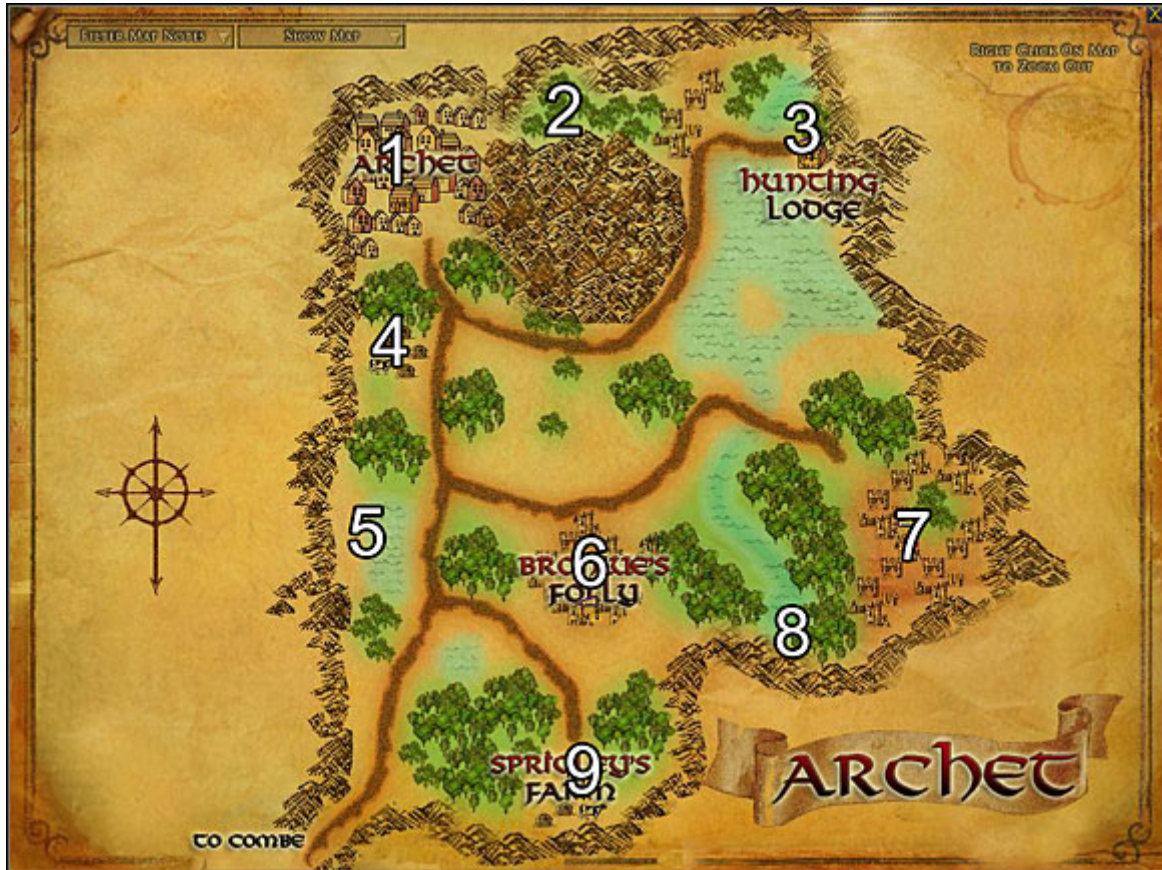 Filter Map Notes
Show Map
X
Right Click On Map
to Zoom Out
1
ARCHET
2
3
HUNTING
LODGE
4
5
6
FOLLY
7
8
9
FARM
ARCHET
TO COMBE